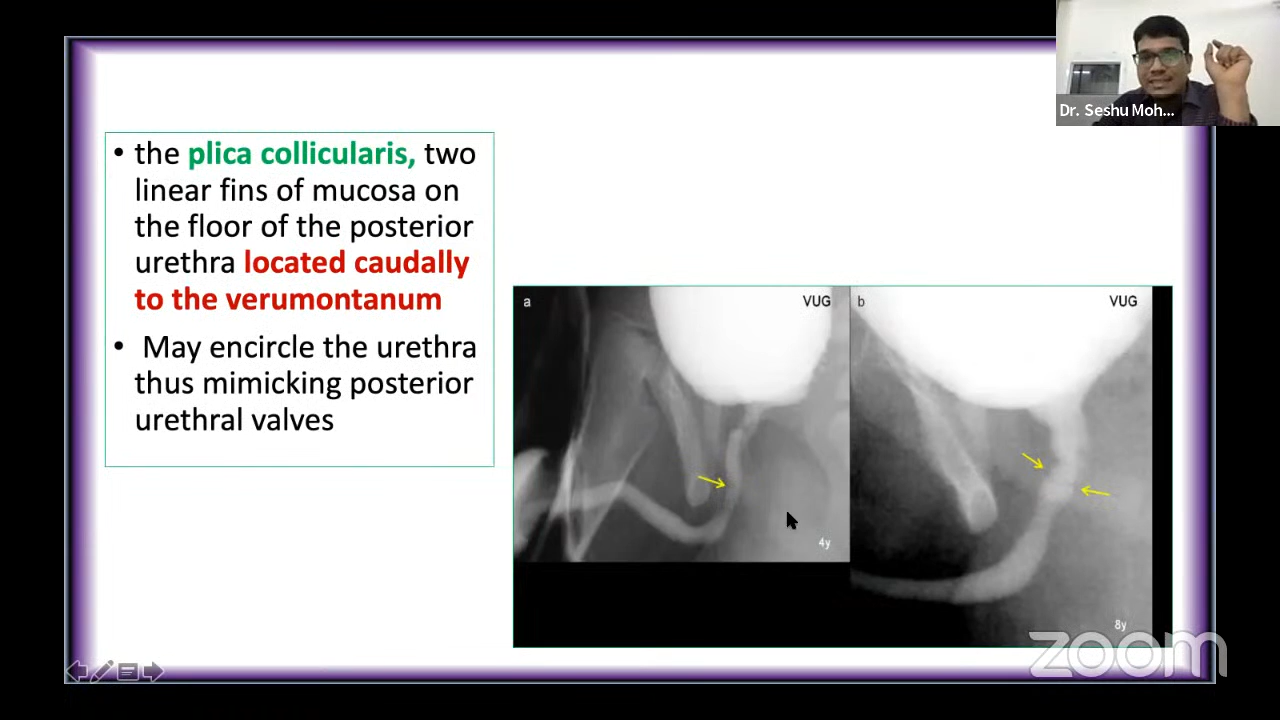 Dr. Seshu Moh...
• the plica collicularis, two
linear fins of mucosa on
the floor of the posterior
urethra located caudally
to the verumontanum
• May encircle the urethra
thus mimicking posterior
urethral valves
a
VUG
4y
b
VUG
8y
zoom